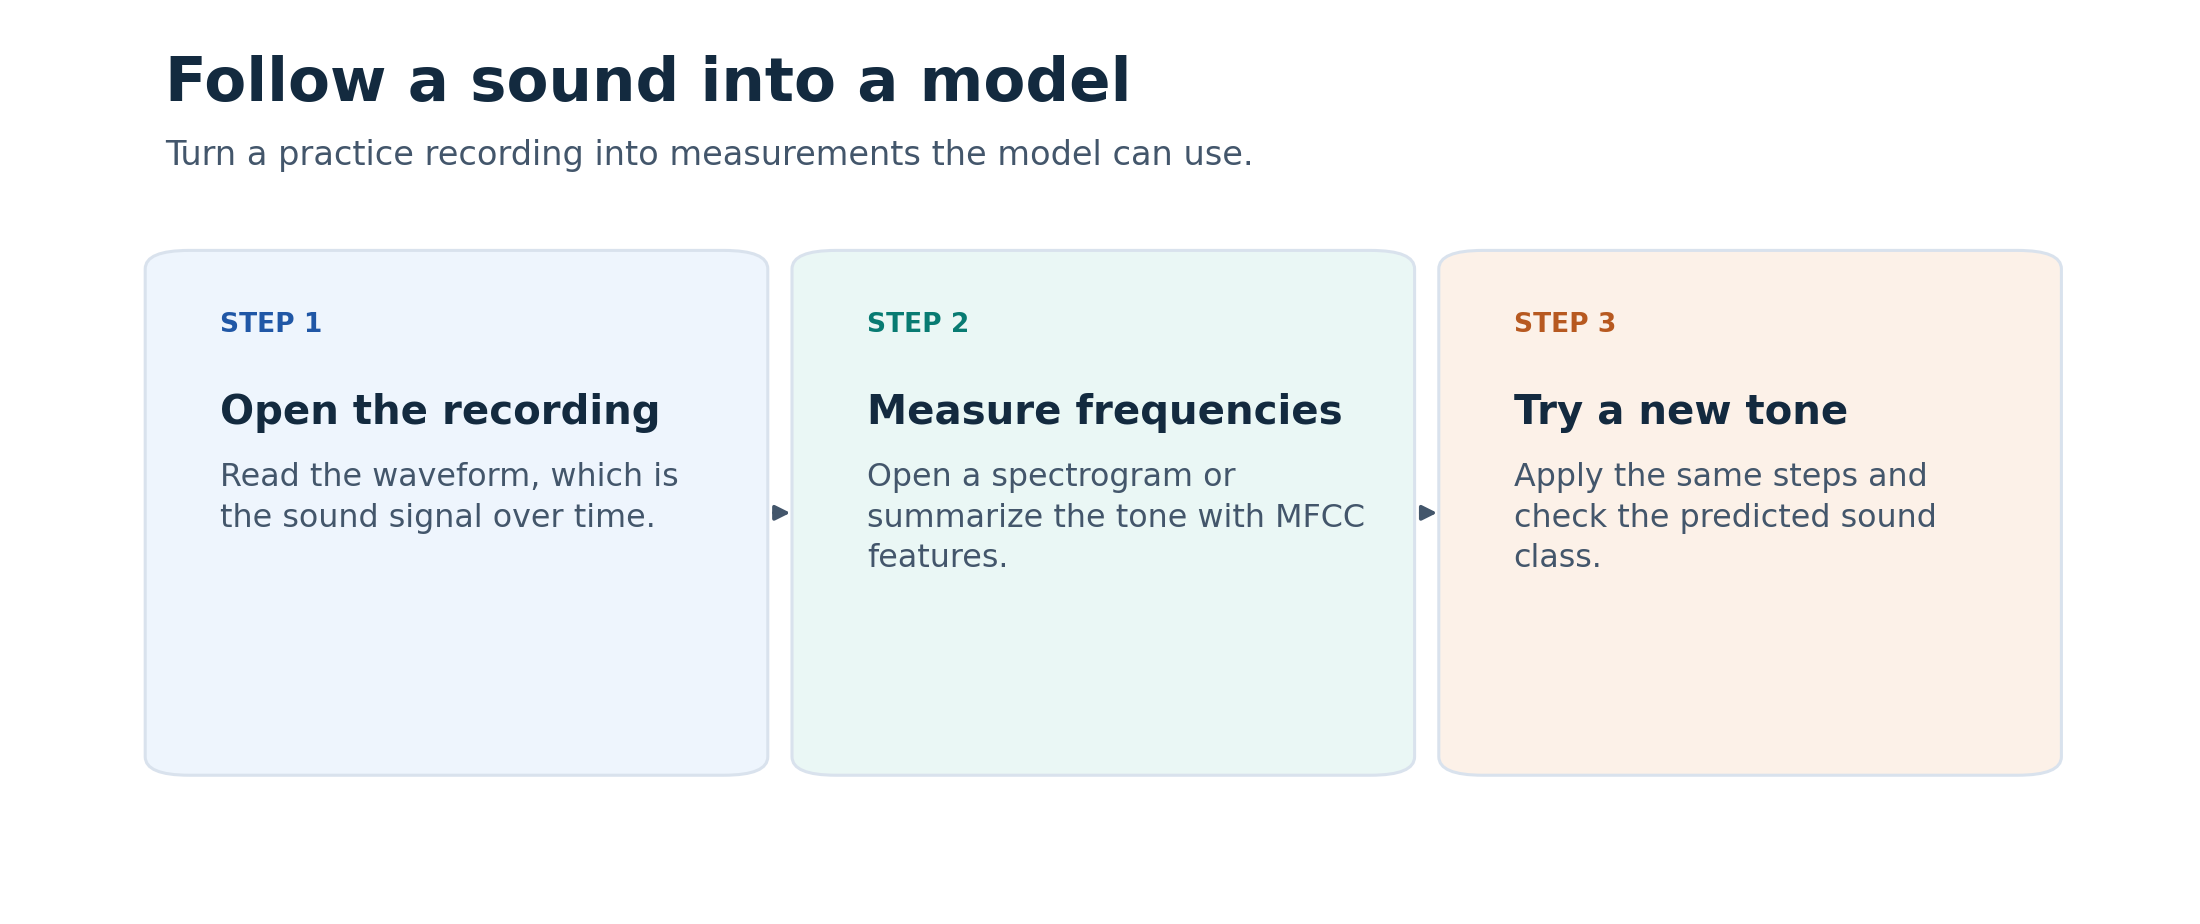 Follow a sound into a model
Turn a practice recording into measurements the model can use.
STEP 1
Open the recording
Read the waveform, which is
the sound signal over time.
STEP 2
Measure frequencies
Open a spectrogram or
summarize the tone with MFCC
features.
STEP 3
Try a new tone
Apply the same steps and
check the predicted sound
class.